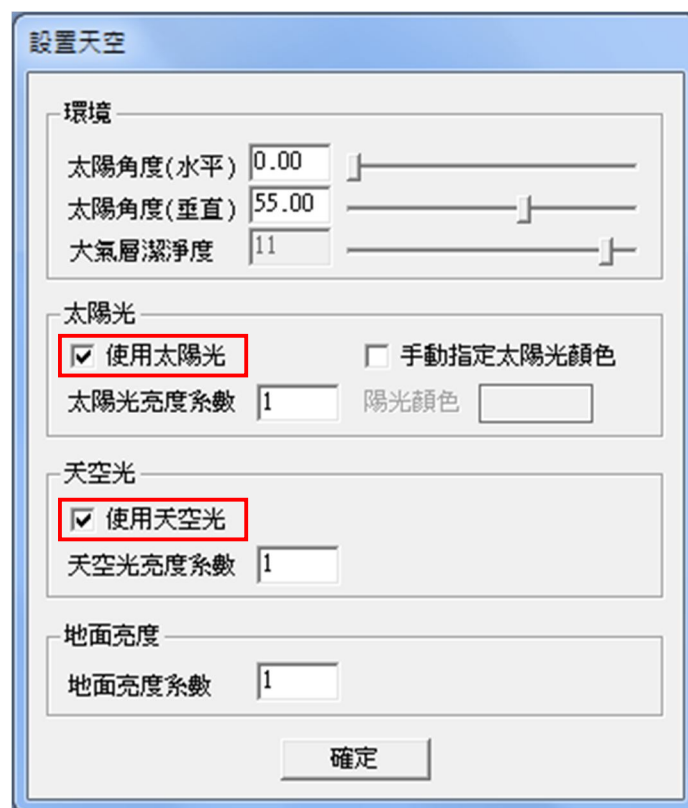 設置天空
環境
太陽角度(水平) 0.00
太陽角度(垂直) 55.00
大氣層潔淨度 11
太陽光
使用太陽光 手動指定太陽光顏色
太陽光亮度系數 1 陽光顏色
天空光
使用天空光
天空光亮度系數 1
地面亮度
地面亮度系數 1
確定